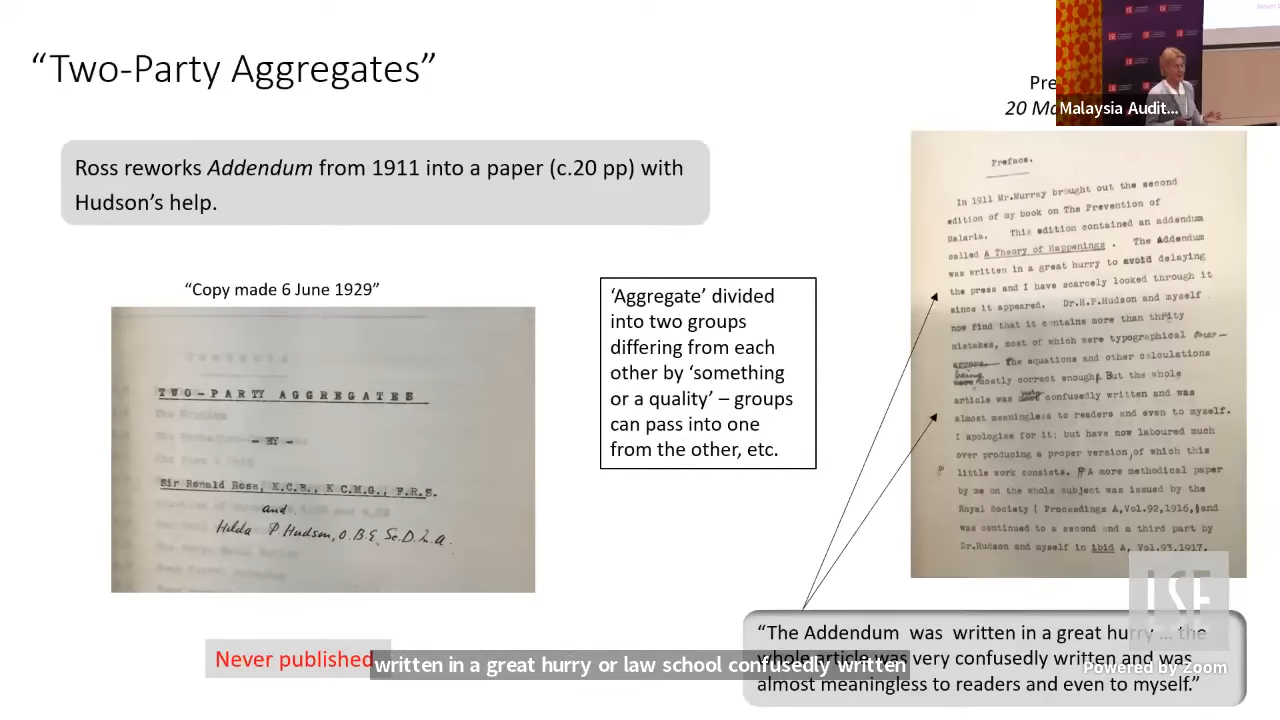 “Two-Party Aggregates”
Pre
20 Ma
Malaysia Audit...
Ross reworks Addendum from 1911 into a paper (c.20 pp) with
Hudson’s help.
“Copy made 6 June 1929”
TWO-PARTY AGGREGATES
- BY -
Sir Ronald Ross, K.C.B., K C.M.G., F.R.S.
and
Hilda P Hudson, O.B.E, Sc.D.
‘Aggregate’ divided
into two groups
differing from each
other by ‘something
or a quality’ – groups
can pass into one
from the other, etc.
Preface.
In 1911 Mr.Murray brought out the second
edition of my book on The Prevention of
Malaria. This edition contained an addendum
called A Theory of Happenings . The Addendum
was written in a great hurry to avoid delaying
the press and I have scarcely looked through it
since it appeared. Dr.H.P.Hudson and myself
now find that it contains more than thirty
mistakes, most of which were typographical
The equations and other calculations
being mostly correct enough. But the whole
article was very confusedly written and was
almost meaningless to readers and even to myself.
I apologise for it; but have now laboured much
over producing a proper version, of which this
little work consists. A more methodical paper
by me on the whole subject was issued by the
Royal Society ( Proceedings A,Vol.92,1916,) and
was continued to a second and a third part by
Dr.Hudson and myself in ibid A, Vol.93,1917.
LSE
“The Addendum was written in a great hurry ... the
whole article was very confusedly written and was
almost meaningless to readers and even to myself.”
Never published
written in a great hurry or law school confusedly written
Powered by Zoom